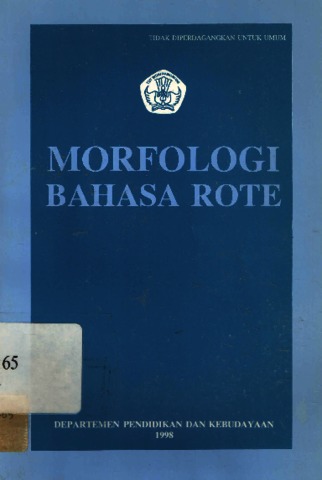 TIDAK DIPERDAGANGKAN UNTUK UMUM
MORFOLOGI
BAHASA ROTE
65
DEPARTEMEN PENDIDIKAN DAN KEBUDAYAAN
1998